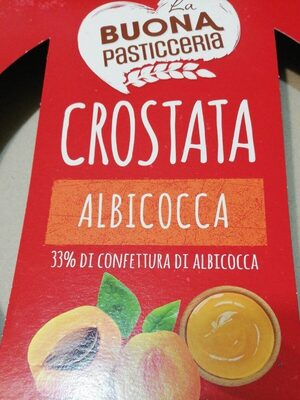 La
BUONA
PASTICCERIA
CROSTATA
ALBICOCCA
33% DI CONFETTURA DI ALBICOCCA